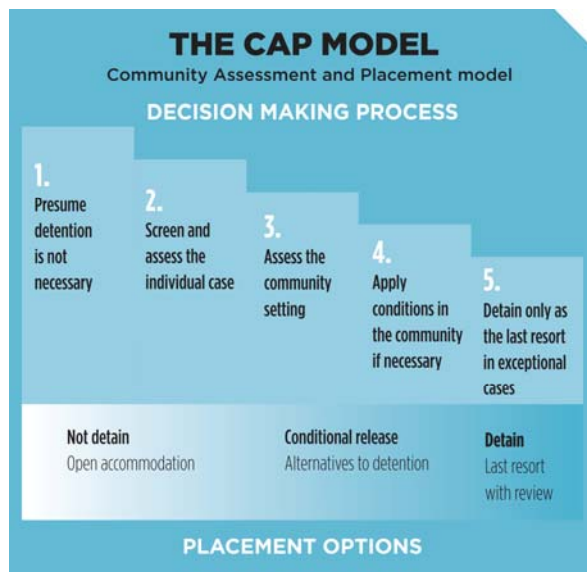 THE CAP MODEL
Community Assessment and Placement model
DECISION MAKING PROCESS
1.
Presume
detention
is not
necessary
2.
Screen and
assess the
individual case
3.
Assess the
community
setting
4.
Apply
conditions in
the community
if necessary
5.
Detain only as
the last resort
in exceptional
cases
Not detain
Open accommodation
Conditional release
Alternatives to detention
Detain
Last resort
with review
PLACEMENT OPTIONS